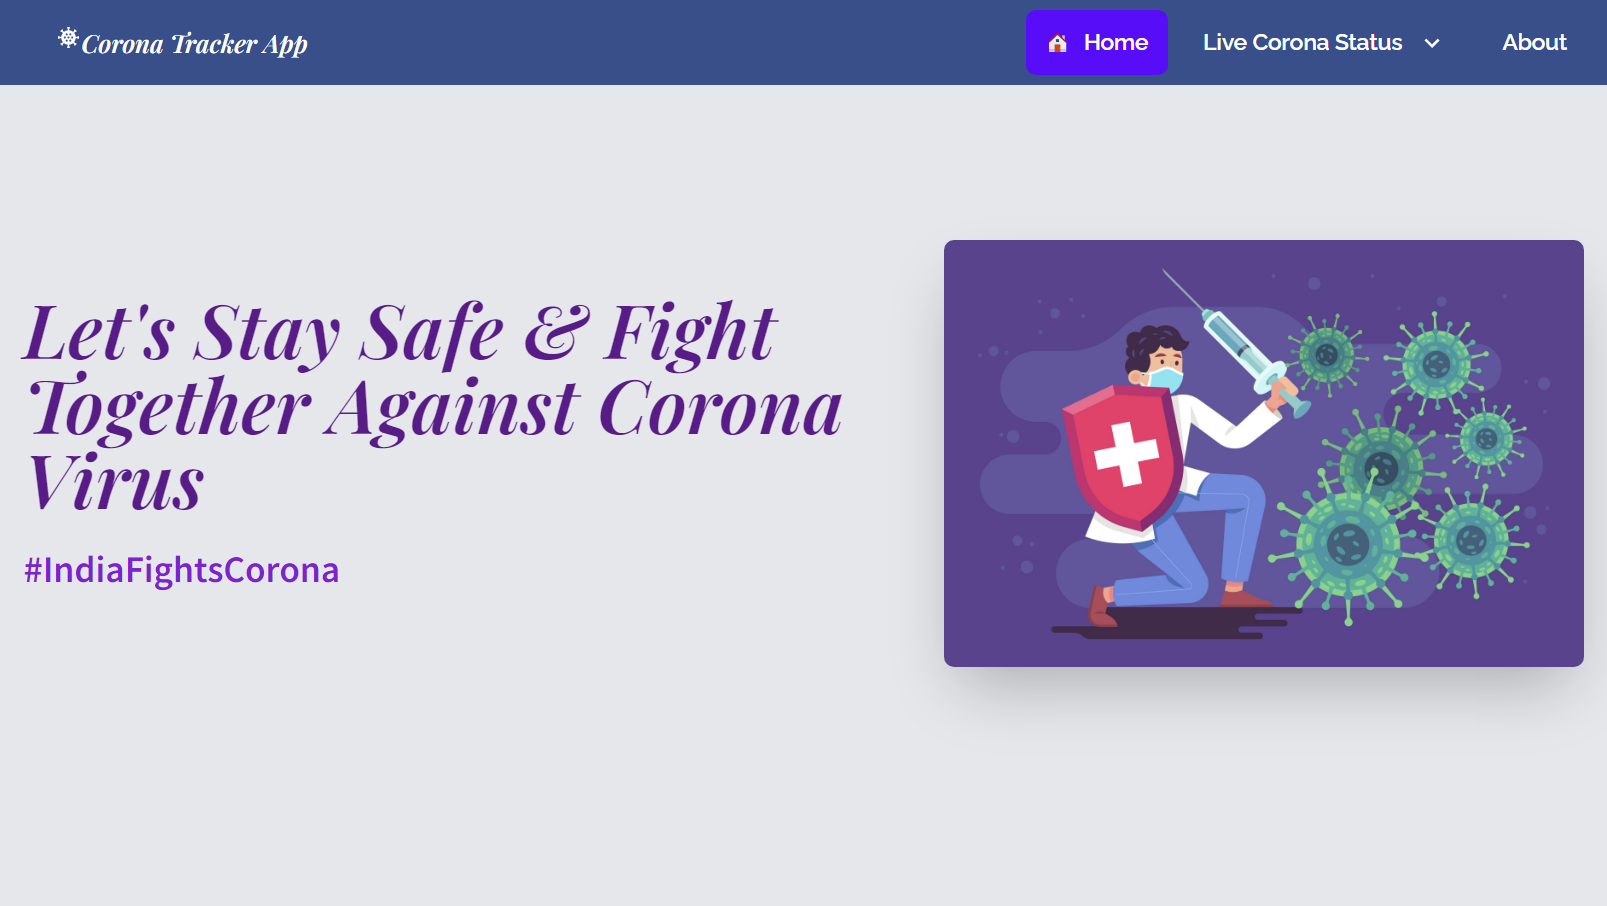 Corona Tracker App
Home
Live Corona Status
About
Let's Stay Safe & Fight
Together Against Corona
Virus
#IndiaFightsCorona